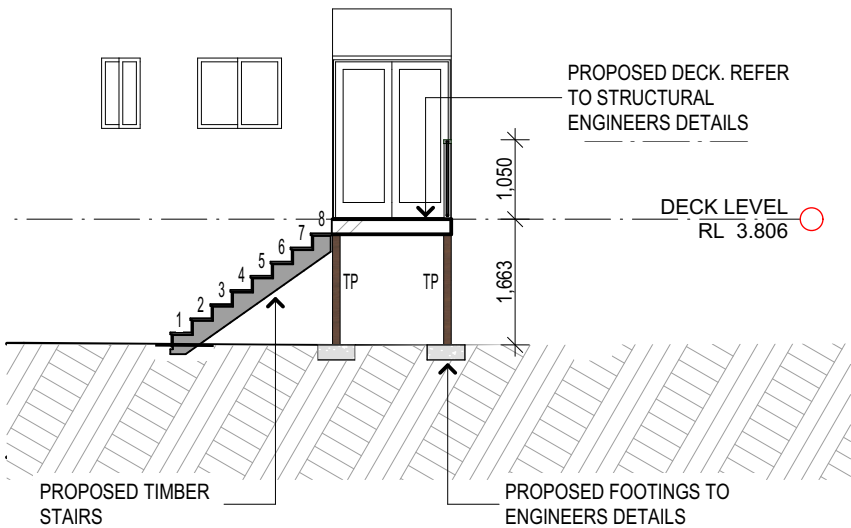 PROPOSED DECK. REFER
TO STRUCTURAL
ENGINEERS DETAILS
1,050
DECK LEVEL
RL 3.806
8
7
6
5
4
3
2
1
TP
TP
1,663
PROPOSED TIMBER
STAIRS
PROPOSED FOOTINGS TO
ENGINEERS DETAILS